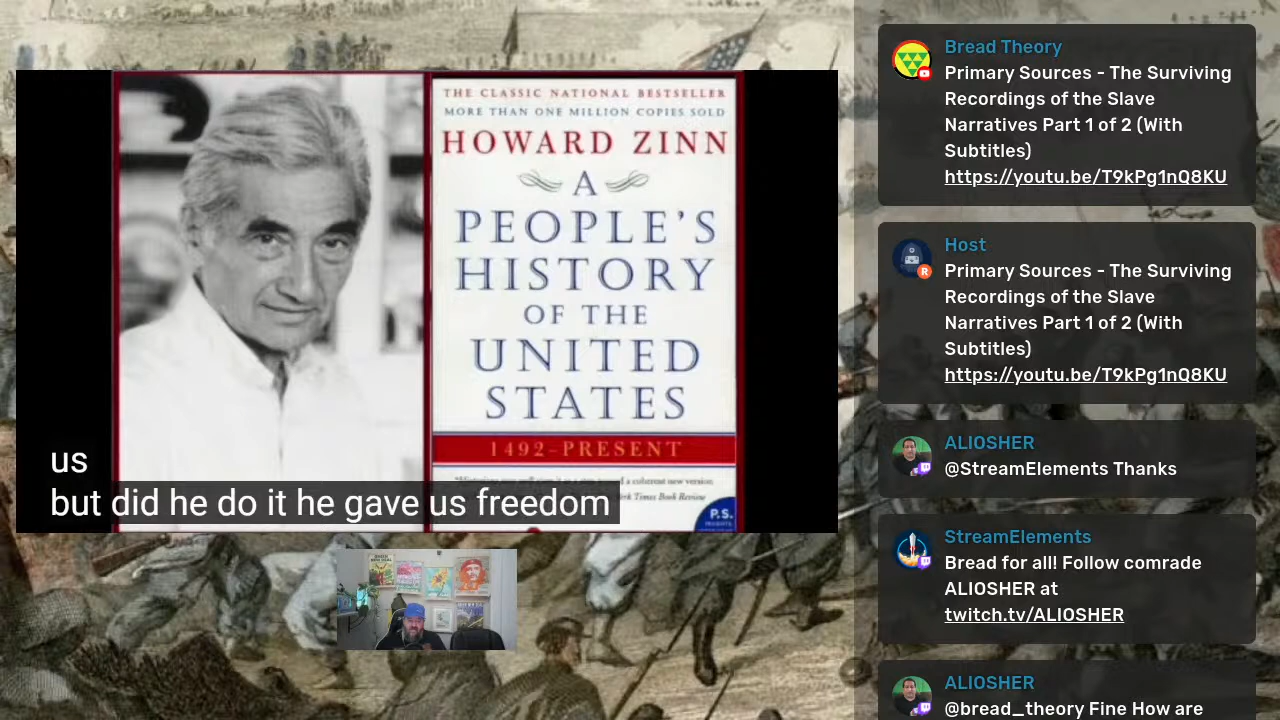 THE CLASSIC NATIONAL BESTSELLER
MORE THAN ONE MILLION COPIES SOLD
HOWARD ZINN
A
PEOPLE'S
HISTORY
OF THE
UNITED
STATES
1492–PRESENT
P.S.
us
but did he do it he gave us freedom
Bread Theory
Primary Sources - The Surviving
Recordings of the Slave
Narratives Part 1 of 2 (With
Subtitles)
https://youtu.be/T9kPg1nQ8KU
Host
Primary Sources - The Surviving
Recordings of the Slave
Narratives Part 1 of 2 (With
Subtitles)
https://youtu.be/T9kPg1nQ8KU
ALIOSHER
@StreamElements Thanks
StreamElements
Bread for all! Follow comrade
ALIOSHER at
twitch.tv/ALIOSHER
ALIOSHER
@bread_theory Fine How are